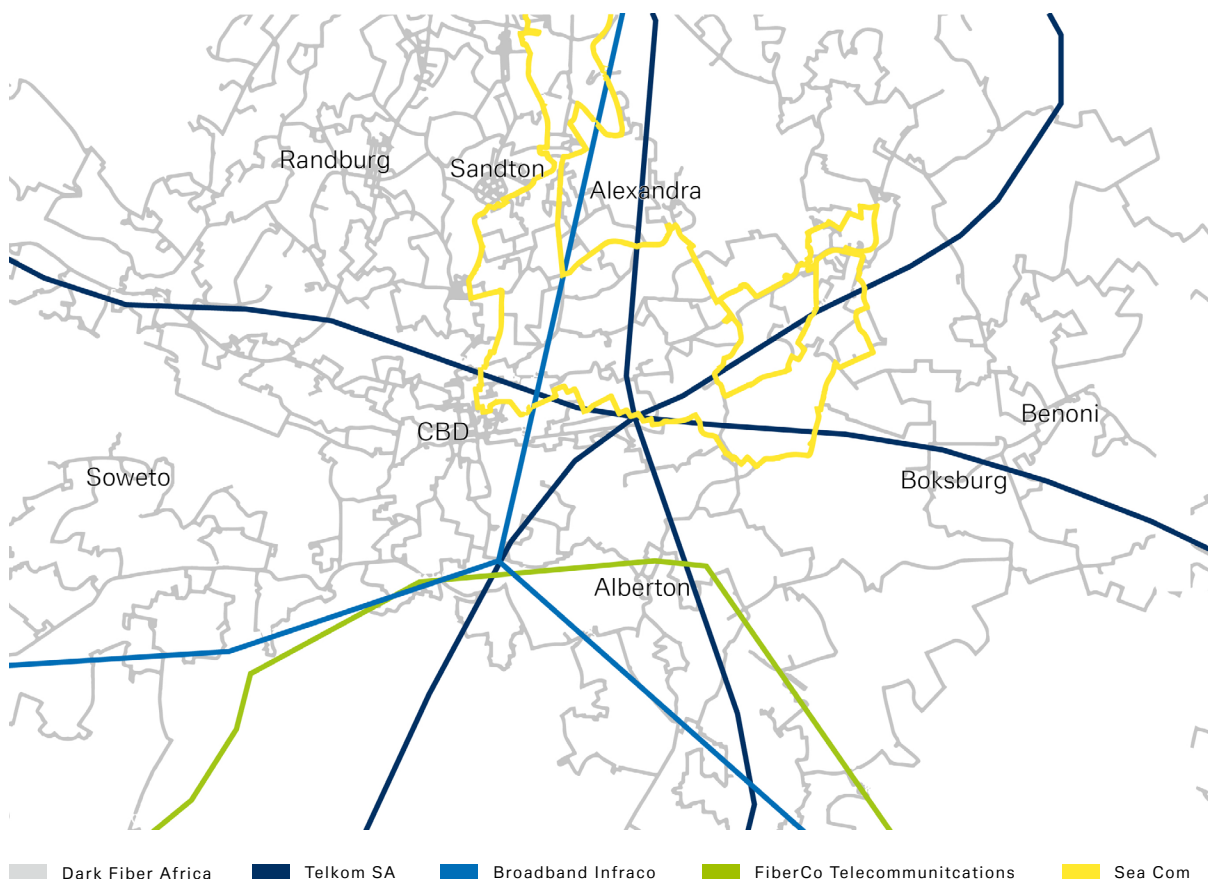 Randburg
Sandton
Alexandra
CBD
Benoni
Soweto
Boksburg
Alberton
Dark Fiber Africa
Telkom SA
Broadband Infraco
FiberCo Telecommunitcations
Sea Com